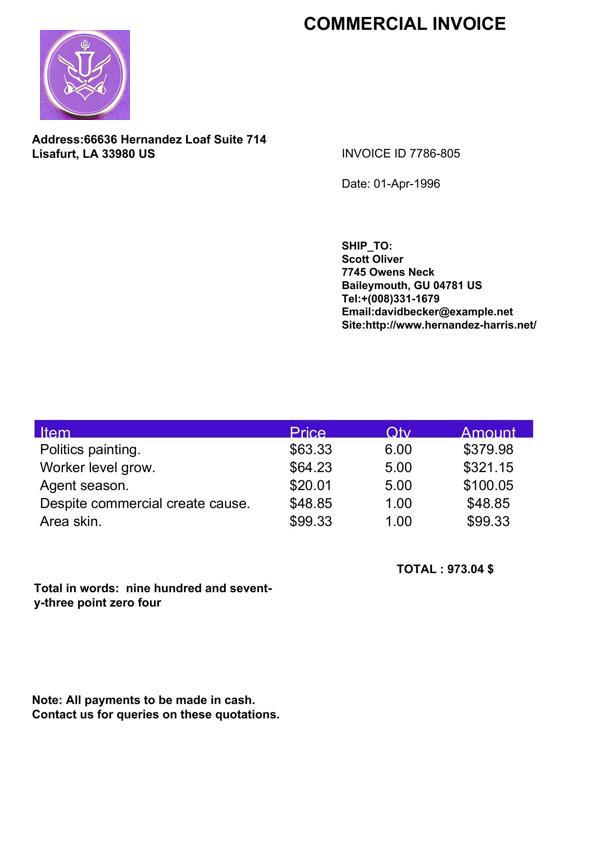 COMMERCIAL INVOICE
Address:66636 Hernandez Loaf Suite 714
Lisafurt, LA 33980 US
INVOICE ID 7786-805
Date: 01-Apr-1996
SHIP_TO:
Scott Oliver
7745 Owens Neck
Baileymouth, GU 04781 US
Tel:+(008)331-1679
Email:davidbecker@example.net
Site:http://www.hernandez-harris.net/
Item Price Qty Amount
Politics painting. $63.33 6.00 $379.98
Worker level grow. $64.23 5.00 $321.15
Agent season. $20.01 5.00 $100.05
Despite commercial create cause. $48.85 1.00 $48.85
Area skin. $99.33 1.00 $99.33
TOTAL : 973.04 $
Total in words:  nine hundred and sevent-
y-three point zero four
Note: All payments to be made in cash.
Contact us for queries on these quotations.